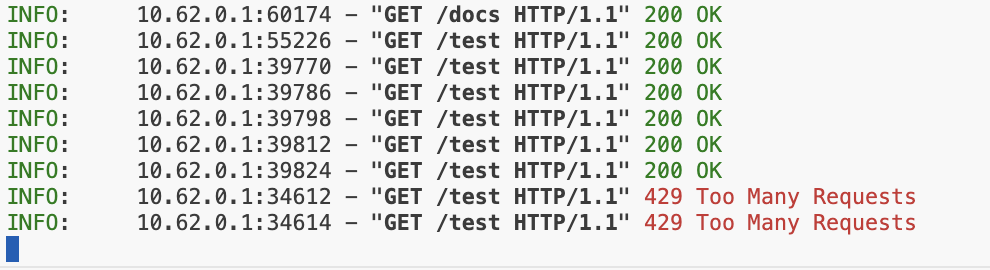 INFO:     10.62.0.1:60174 – "GET /docs HTTP/1.1" 200 OK
INFO:     10.62.0.1:55226 – "GET /test HTTP/1.1" 200 OK
INFO:     10.62.0.1:39770 – "GET /test HTTP/1.1" 200 OK
INFO:     10.62.0.1:39786 – "GET /test HTTP/1.1" 200 OK
INFO:     10.62.0.1:39798 – "GET /test HTTP/1.1" 200 OK
INFO:     10.62.0.1:39812 – "GET /test HTTP/1.1" 200 OK
INFO:     10.62.0.1:39824 – "GET /test HTTP/1.1" 200 OK
INFO:     10.62.0.1:34612 – "GET /test HTTP/1.1" 429 Too Many Requests
INFO:     10.62.0.1:34614 – "GET /test HTTP/1.1" 429 Too Many Requests